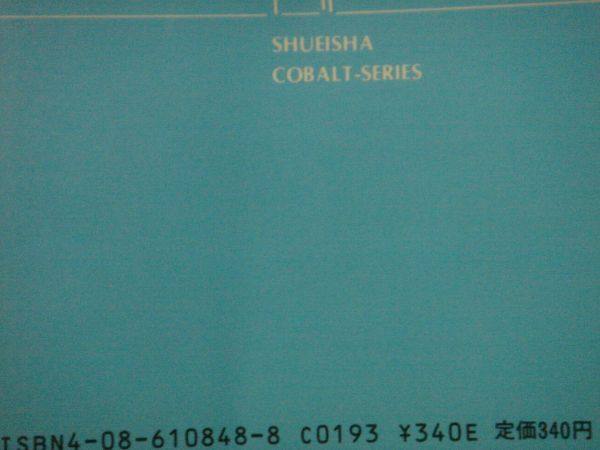 SHUEISHA
COBALT-SERIES
ISBN4-08-610848-8 C0193 ¥340E 定価340円